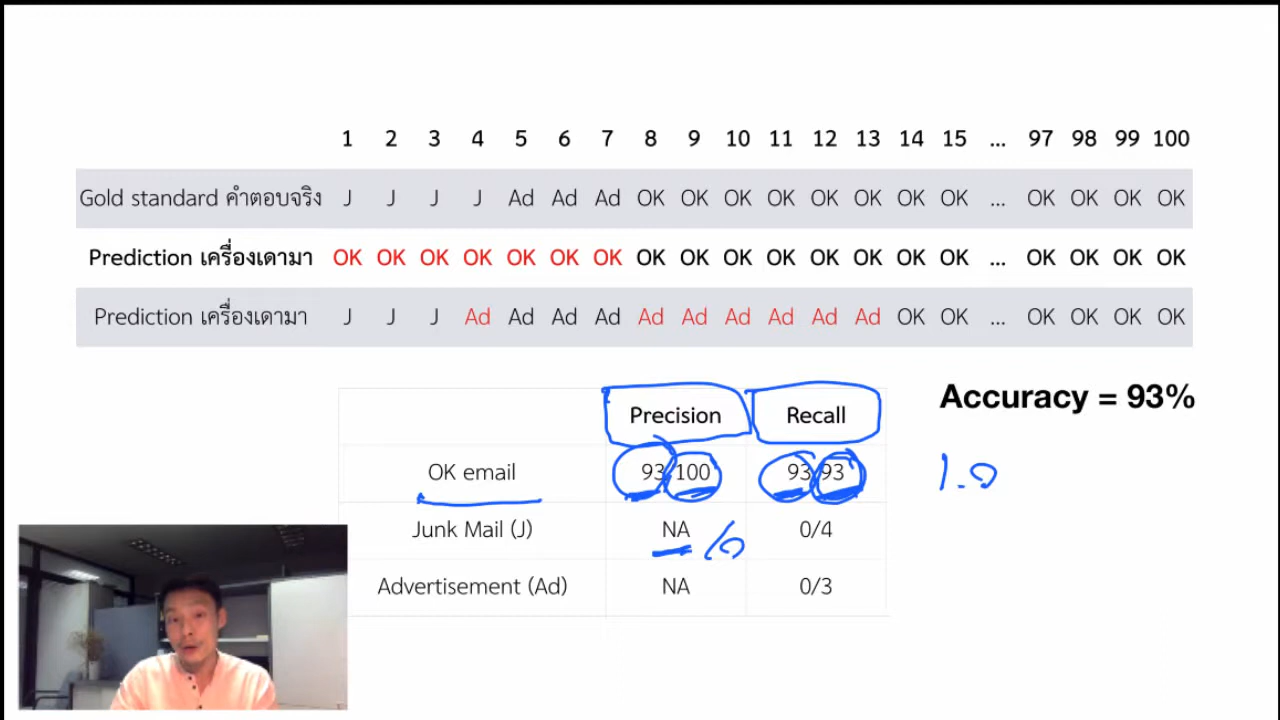 1 2 3 4 5 6 7 8 9 10 11 12 13 14 15 ... 97 98 99 100
Gold standard คำตอบจริง J J J J Ad Ad Ad OK OK OK OK OK OK OK OK ... OK OK OK OK
Prediction เครื่องเดามา OK OK OK OK OK OK OK OK OK OK OK OK OK OK OK ... OK OK OK OK
Prediction เครื่องเดามา J J J Ad Ad Ad Ad Ad Ad Ad Ad Ad Ad OK OK ... OK OK OK OK
Accuracy = 93%
Precision Recall
OK email 93/100 93/93 1.0
Junk Mail (J) NA /0 0/4
Advertisement (Ad) NA 0/3